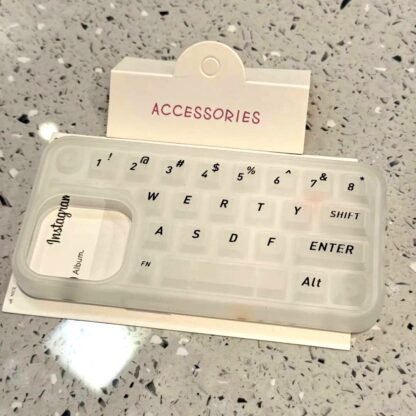 ACCESSORIES
1 ! 2 @ 3 # 4 $ 5 % 6 ^ 7 & 8 *
W E R T Y SHIFT
A S D F ENTER
FN Alt
Instagram
Album.